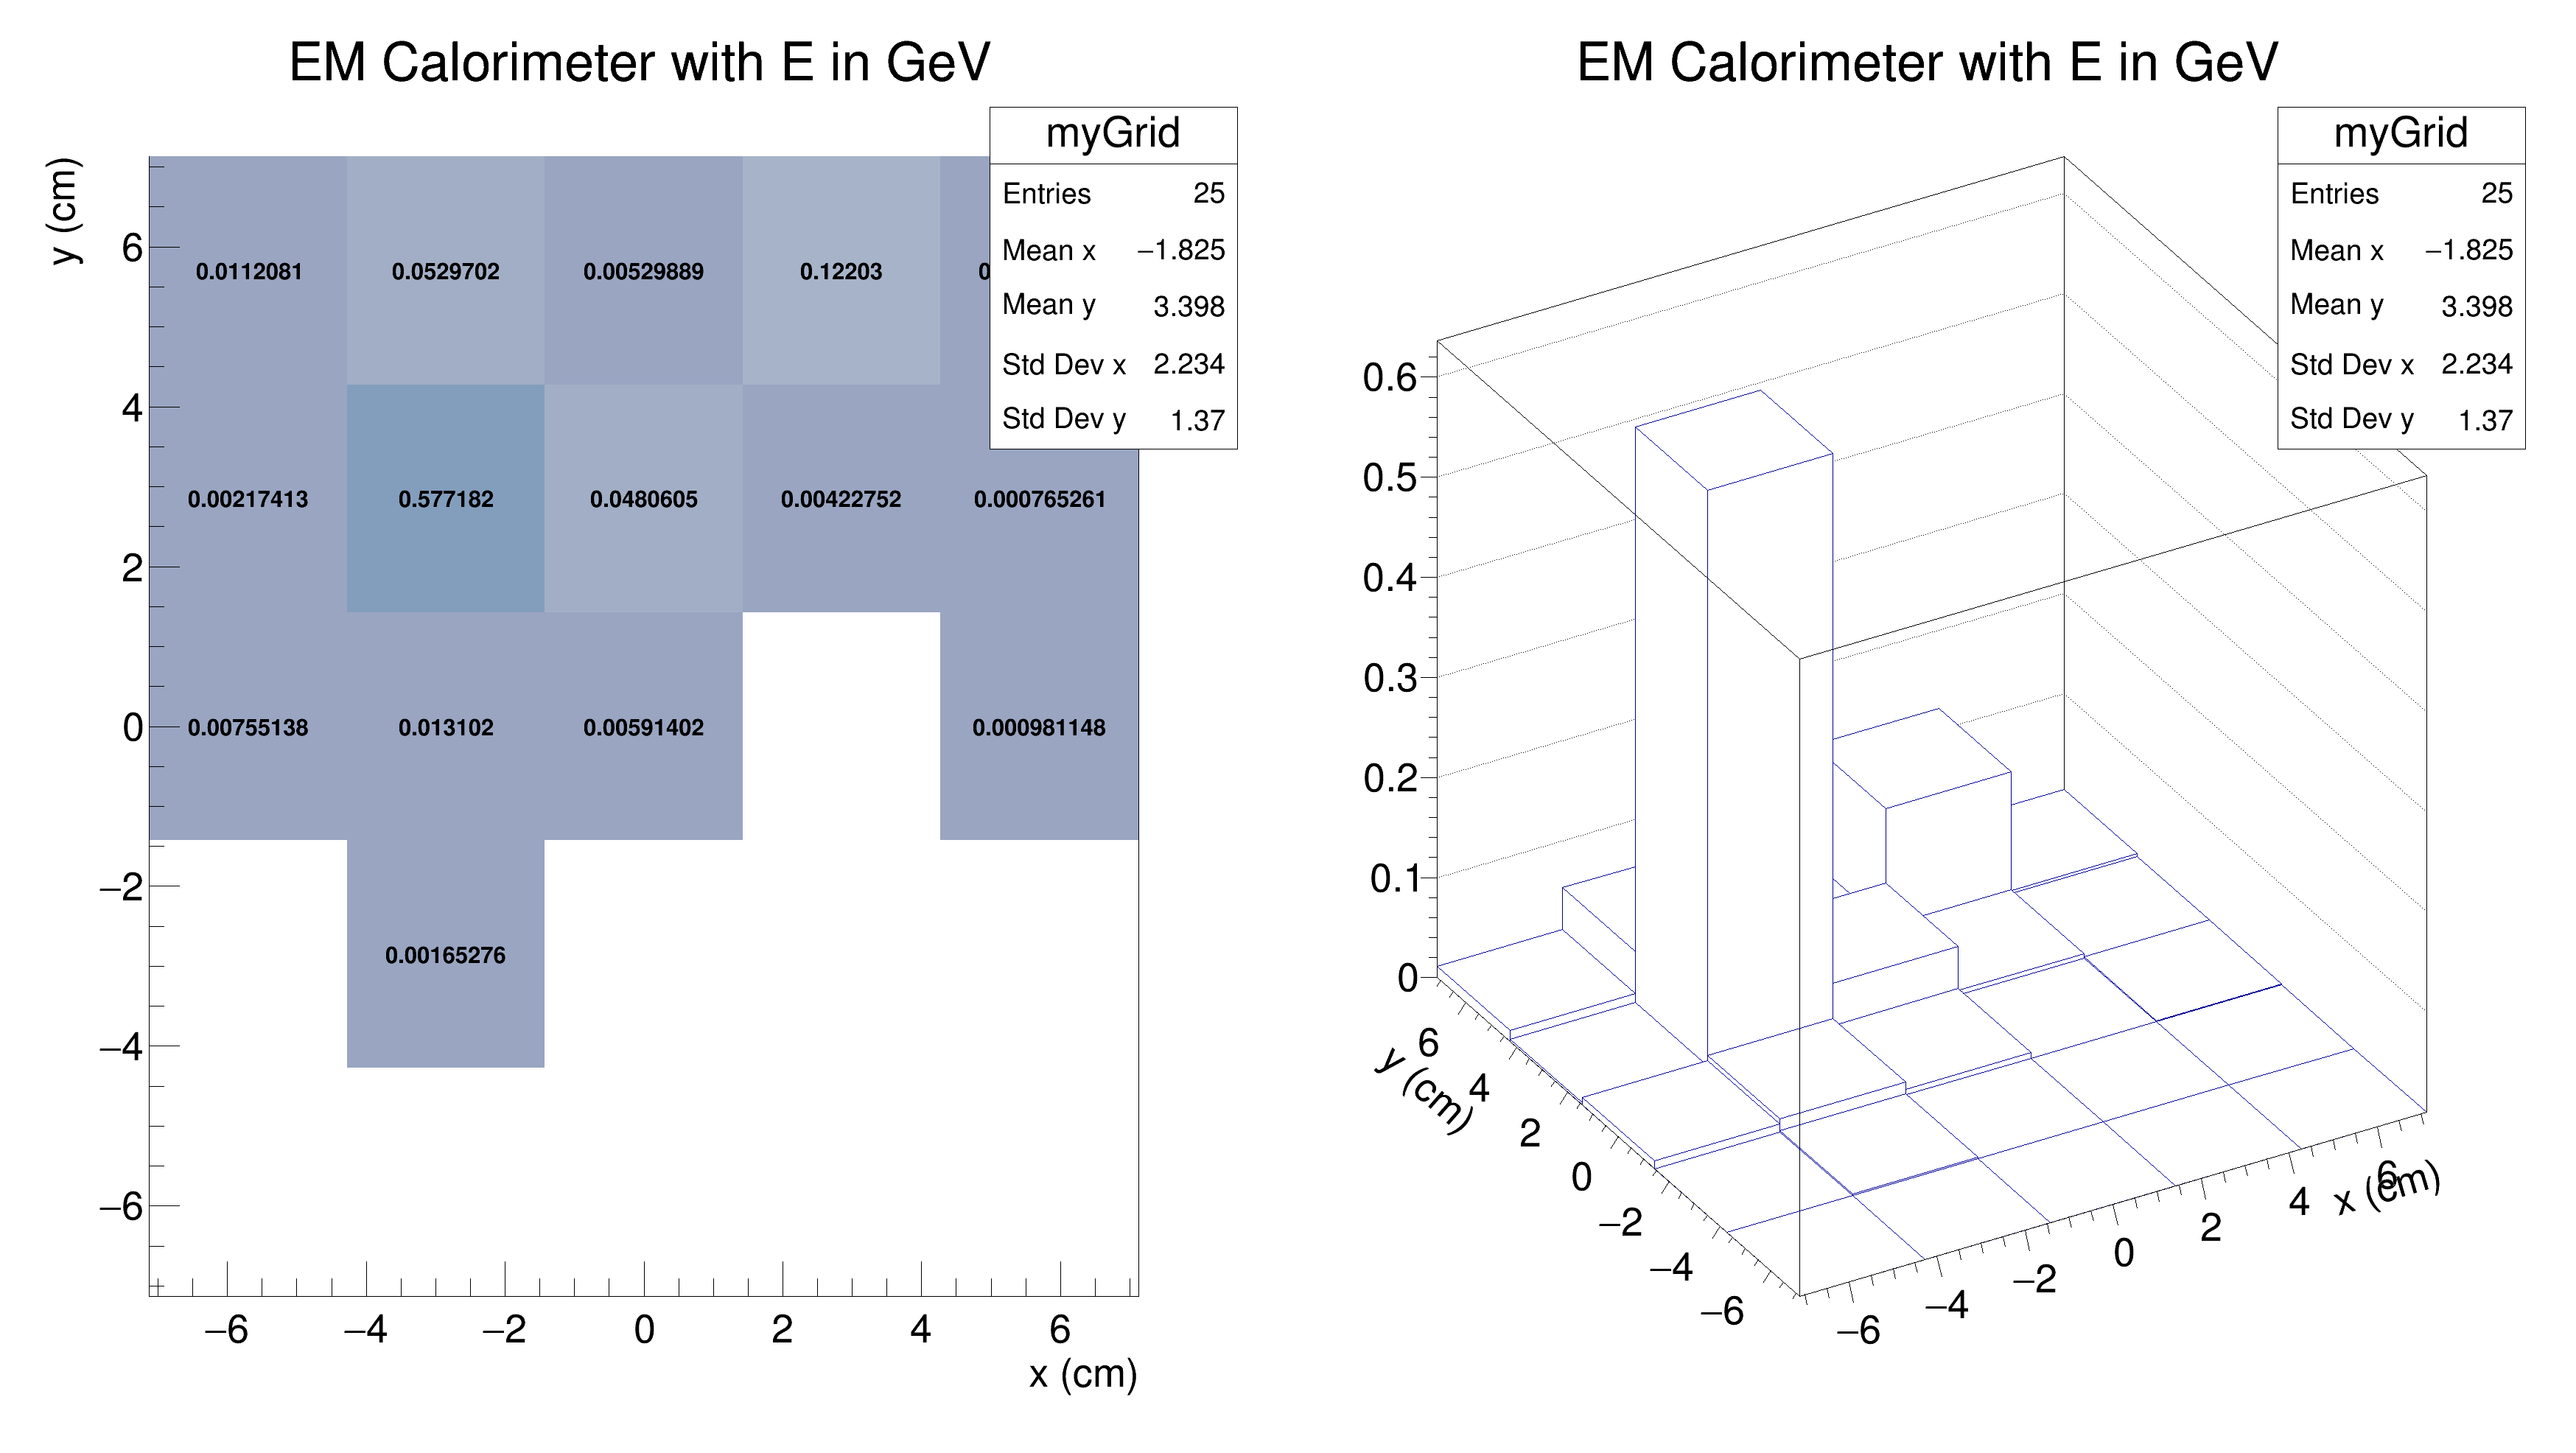 EM Calorimeter with E in GeV
myGrid
Entries 25
Mean x −1.825
Mean y 3.398
Std Dev x 2.234
Std Dev y 1.37
y (cm)
6
4
2
0
−2
−4
−6
0.0112081 0.0529702 0.00529889 0.12203 0
0.00217413 0.577182 0.0480605 0.00422752 0.000765261
0.00755138 0.013102 0.00591402 0.000981148
0.00165276
−6 −4 −2 0 2 4 6
x (cm)
EM Calorimeter with E in GeV
myGrid
Entries 25
Mean x −1.825
Mean y 3.398
Std Dev x 2.234
Std Dev y 1.37
0.6
0.5
0.4
0.3
0.2
0.1
0
y (cm)
6
4
2
0
−2
−4
−6
−6 −4 −2 0 2 4 6
x (cm)